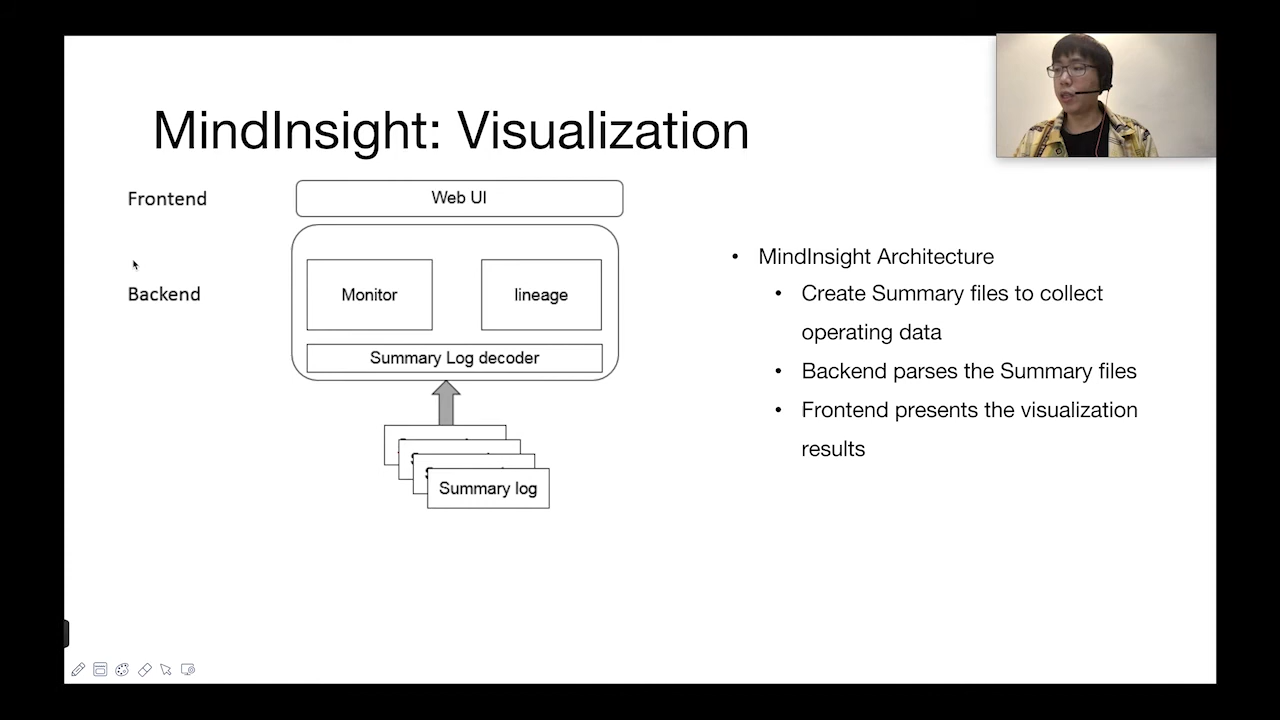 MindInsight: Visualization
Frontend
Web UI
Backend
Monitor
lineage
Summary Log decoder
Summary log
• MindInsight Architecture
• Create Summary files to collect
operating data
• Backend parses the Summary files
• Frontend presents the visualization
results